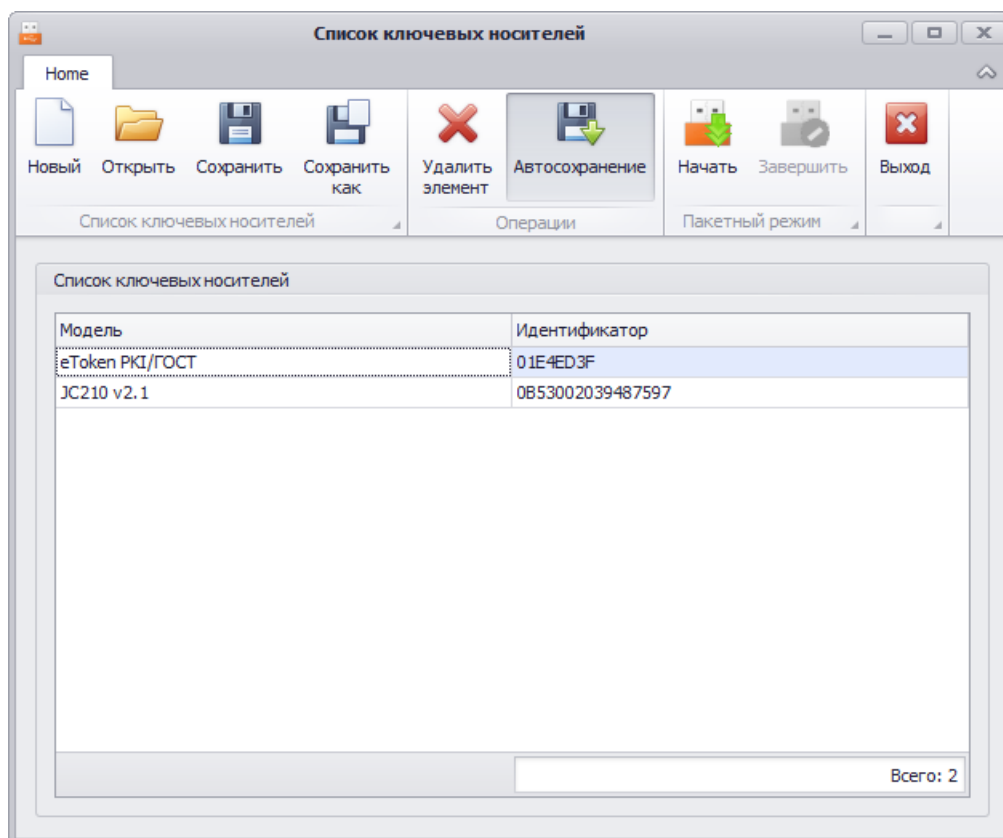 Список ключевых носителей
Home
Новый Открыть Сохранить Сохранить как Удалить элемент Автосохранение Начать Завершить Выход
Список ключевых носителей Операции Пакетный режим
Список ключевых носителей
Модель Идентификатор
eToken PKI/ГОСТ 01E4ED3F
JC210 v2.1 0B53002039487597
Всего: 2